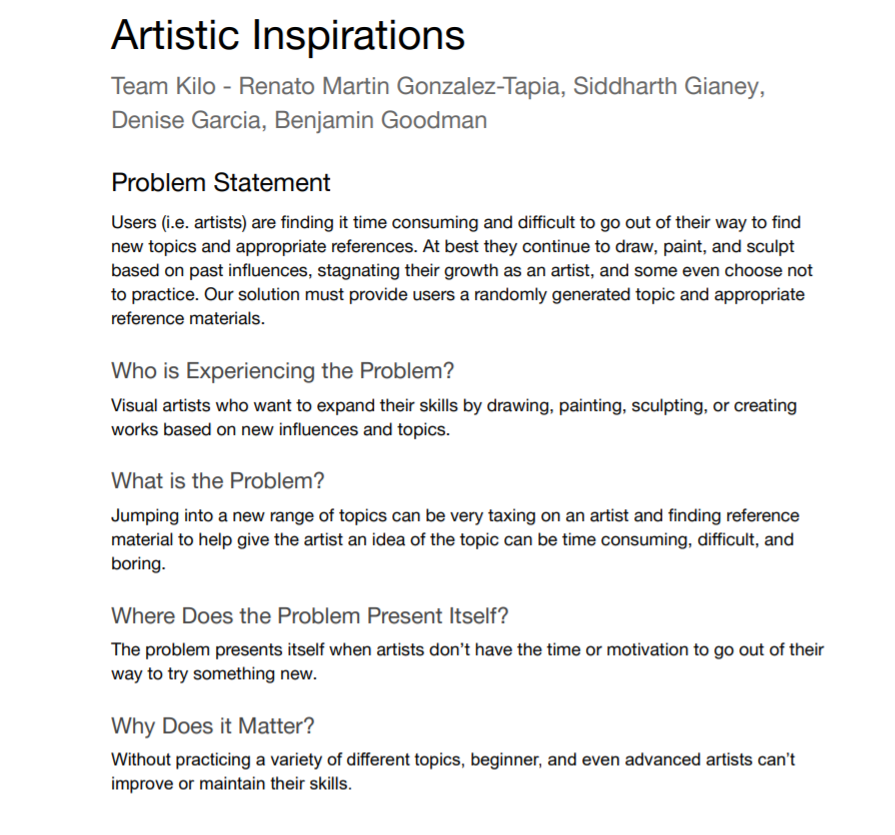 Artistic Inspirations
Team Kilo - Renato Martin Gonzalez-Tapia, Siddharth Gianey,
Denise Garcia, Benjamin Goodman
Problem Statement
Users (i.e. artists) are finding it time consuming and difficult to go out of their way to find
new topics and appropriate references. At best they continue to draw, paint, and sculpt
based on past influences, stagnating their growth as an artist, and some even choose not
to practice. Our solution must provide users a randomly generated topic and appropriate
reference materials.
Who is Experiencing the Problem?
Visual artists who want to expand their skills by drawing, painting, sculpting, or creating
works based on new influences and topics.
What is the Problem?
Jumping into a new range of topics can be very taxing on an artist and finding reference
material to help give the artist an idea of the topic can be time consuming, difficult, and
boring.
Where Does the Problem Present Itself?
The problem presents itself when artists don’t have the time or motivation to go out of their
way to try something new.
Why Does it Matter?
Without practicing a variety of different topics, beginner, and even advanced artists can’t
improve or maintain their skills.